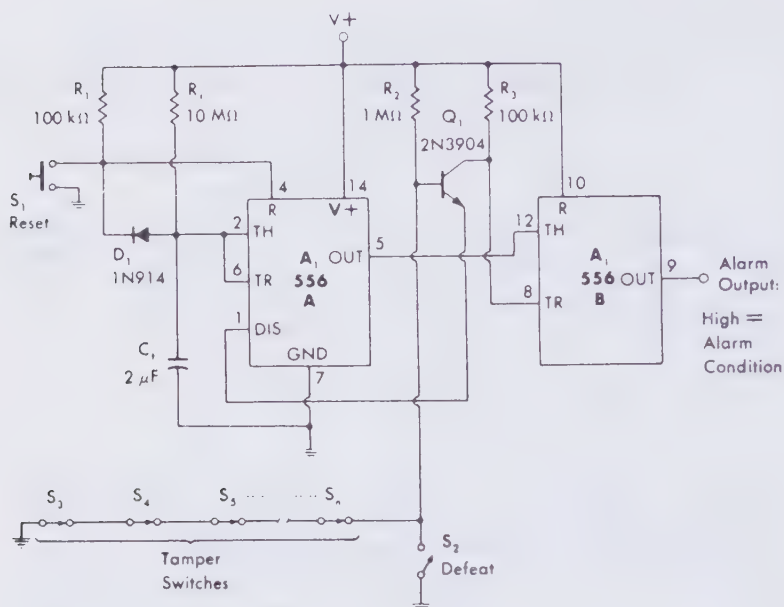 V+
R₁
100 kΩ
R₁
10 MΩ
R₂
1 MΩ
Q₁
2N3904
R₃
100 kΩ
S₁
Reset
4
R
14
V+
10
R
2
TH
12
TH
D₁
1N914
6
TR
A₁
556
A
OUT
5
A₁
556
B
OUT
9
Alarm
Output:
High =
Alarm
Condition
8
TR
1
DIS
GND
7
C₁
2 μF
S₃
S₄
S₅
Sₙ
Tamper
Switches
S₂
Defeat